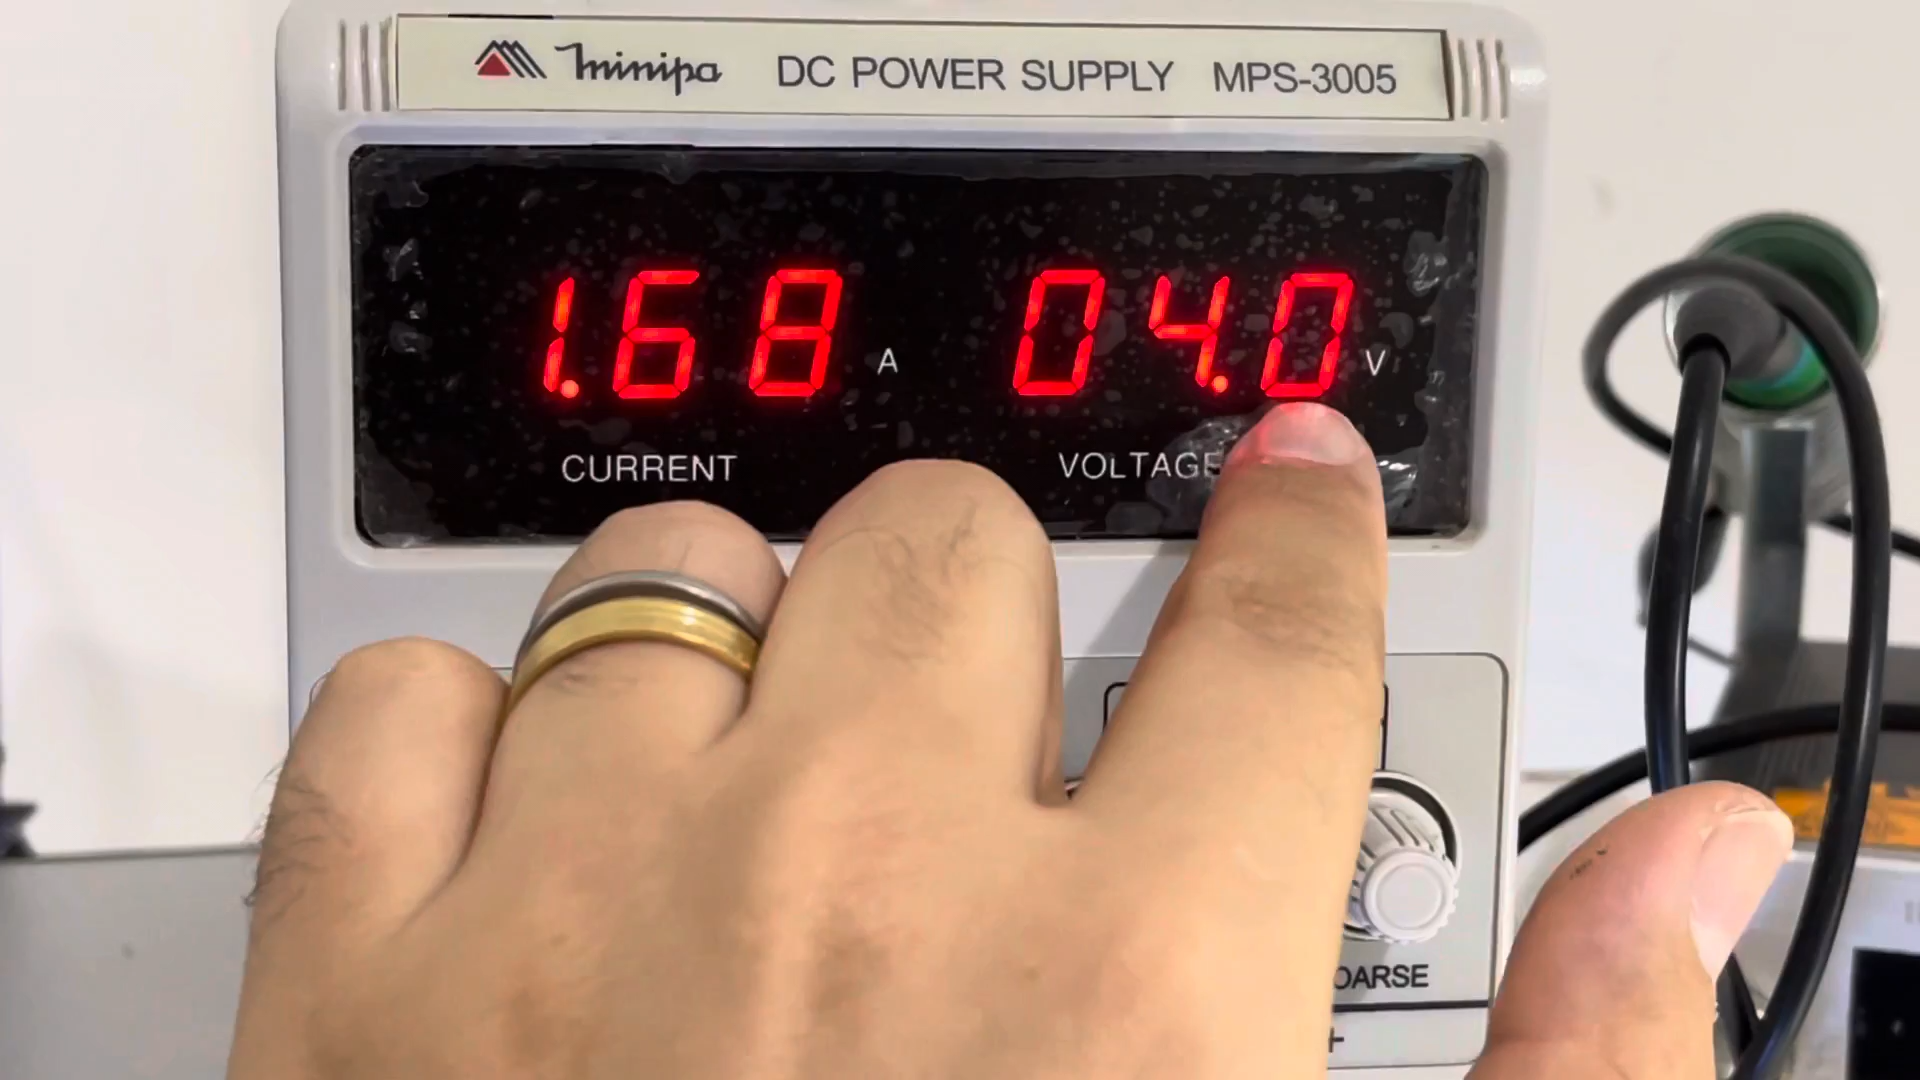 minipa DC POWER SUPPLY MPS-3005
1.68 A 04.0 V
CURRENT VOLTAGE
OARSE
+